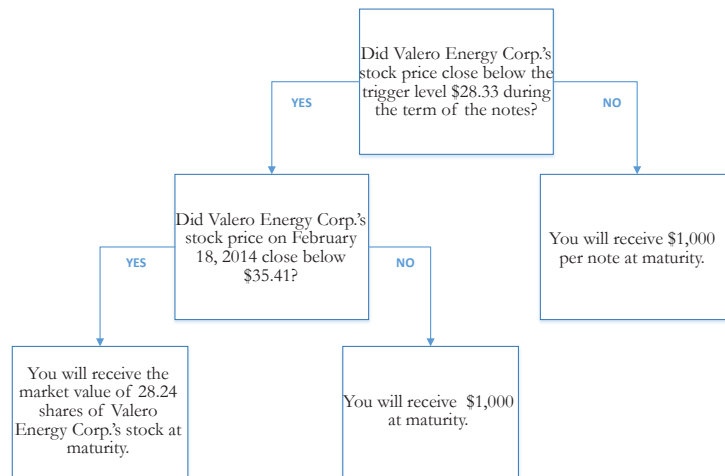 Did Valero Energy Corp.'s
stock price close below the
trigger level $28.33 during
the term of the notes?
YES
NO
Did Valero Energy Corp.'s
stock price on February
18, 2014 close below
$35.41?
You will receive $1,000
per note at maturity.
YES
NO
You will receive the
market value of 28.24
shares of Valero
Energy Corp.'s stock at
maturity.
You will receive $1,000
at maturity.